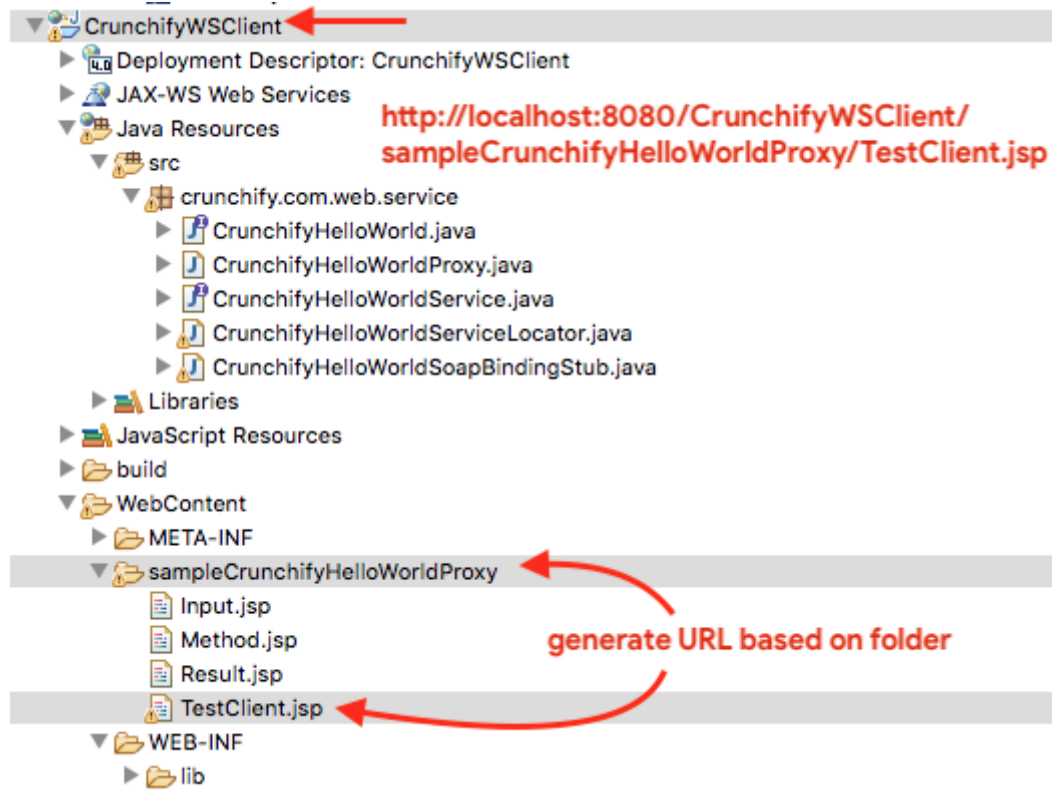 CrunchifyWSClient
Deployment Descriptor: CrunchifyWSClient
JAX-WS Web Services
http://localhost:8080/CrunchifyWSClient/
sampleCrunchifyHelloWorldProxy/TestClient.jsp
Java Resources
src
crunchify.com.web.service
CrunchifyHelloWorld.java
CrunchifyHelloWorldProxy.java
CrunchifyHelloWorldService.java
CrunchifyHelloWorldServiceLocator.java
CrunchifyHelloWorldSoapBindingStub.java
Libraries
JavaScript Resources
build
WebContent
META-INF
sampleCrunchifyHelloWorldProxy
Input.jsp
Method.jsp
generate URL based on folder
Result.jsp
TestClient.jsp
WEB-INF
lib